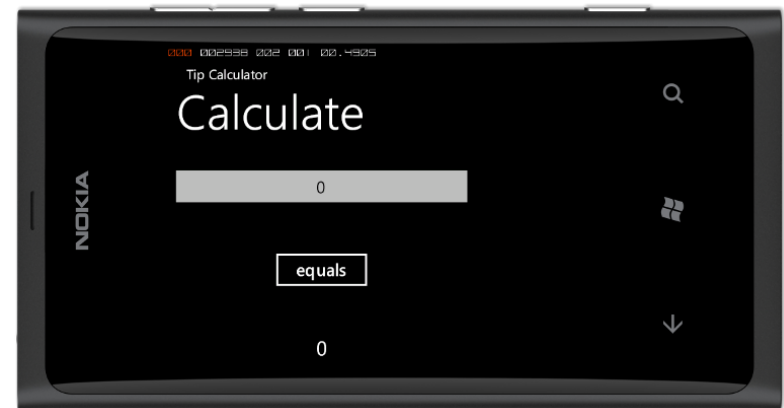 000 002938 002 001 00.4905
Tip Calculator
Calculate
0
equals
0
NOKIA